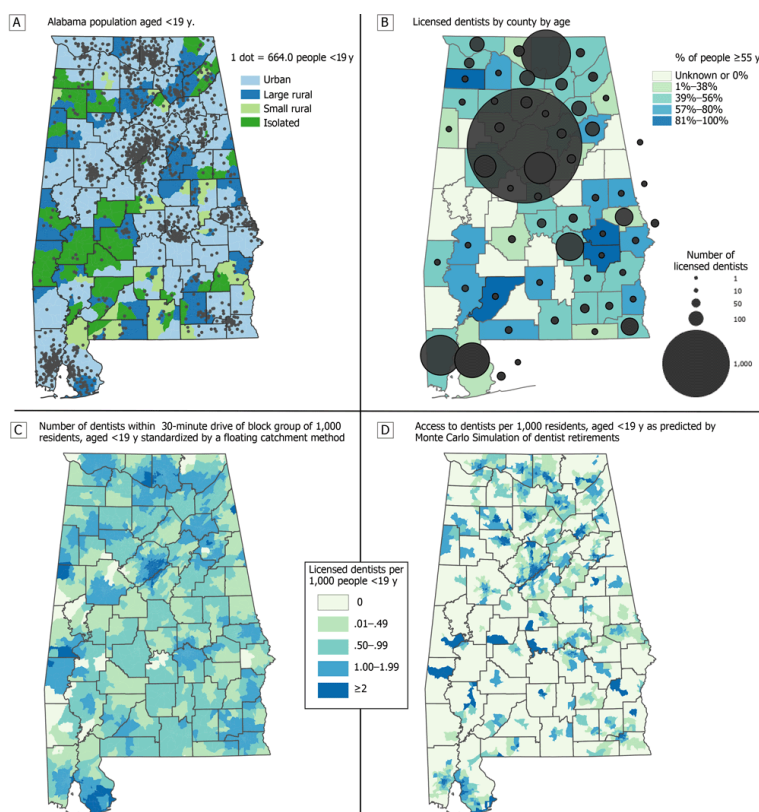 A
Alabama population aged <19 y.
1 dot = 664.0 people <19 y
Urban
Large rural
Small rural
Isolated
B
Licensed dentists by county by age
% of people ≥55 y
Unknown or 0%
1%–38%
39%–56%
57%–80%
81%–100%
Number of
licensed dentists
1
10
50
100
1,000
C
Number of dentists within 30-minute drive of block group of 1,000
residents, aged <19 y standardized by a floating catchment method
D
Access to dentists per 1,000 residents, aged <19 y as predicted by
Monte Carlo Simulation of dentist retirements
Licensed dentists per
1,000 people <19 y
0
.01–.49
.50–.99
1.00–1.99
≥2